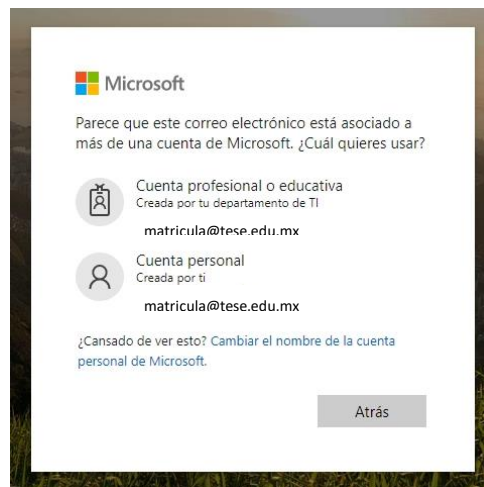 Microsoft
Parece que este correo electrónico está asociado a
más de una cuenta de Microsoft. ¿Cuál quieres usar?
Cuenta profesional o educativa
Creada por tu departamento de TI
matricula@tese.edu.mx
Cuenta personal
Creada por ti
matricula@tese.edu.mx
¿Cansado de ver esto? Cambiar el nombre de la cuenta
personal de Microsoft.
Atrás